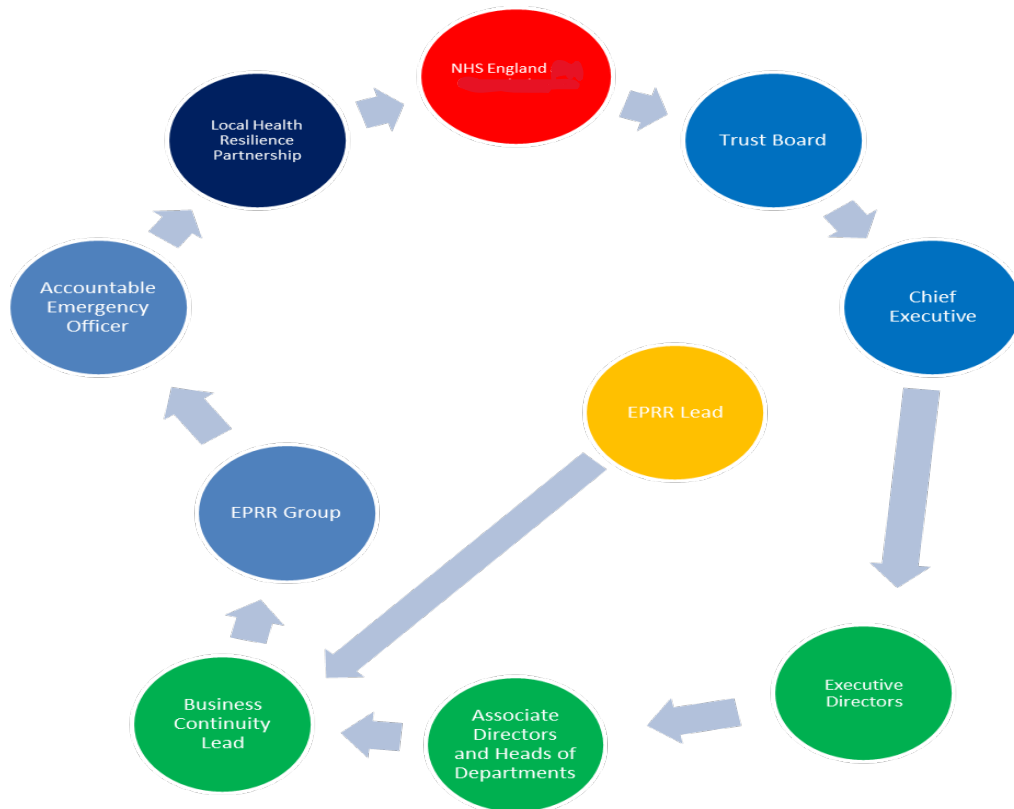 NHS England
Local Health
Resilience
Partnership
Trust Board
Accountable
Emergency
Officer
Chief
Executive
EPRR Lead
EPRR Group
Executive
Directors
Business
Continuity
Lead
Associate
Directors
and Heads of
Departments